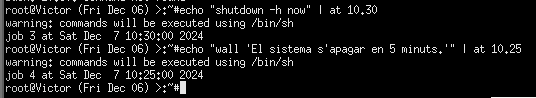 root@Victor (Fri Dec 06) >:~#echo "shutdown -h now" | at 10.30
warning: commands will be executed using /bin/sh
job 3 at Sat Dec  7 10:30:00 2024
root@Victor (Fri Dec 06) >:~#echo "wall 'El sistema s'apagar en 5 minuts.'" | at 10.25
warning: commands will be executed using /bin/sh
job 4 at Sat Dec  7 10:25:00 2024
root@Victor (Fri Dec 06) >:~#